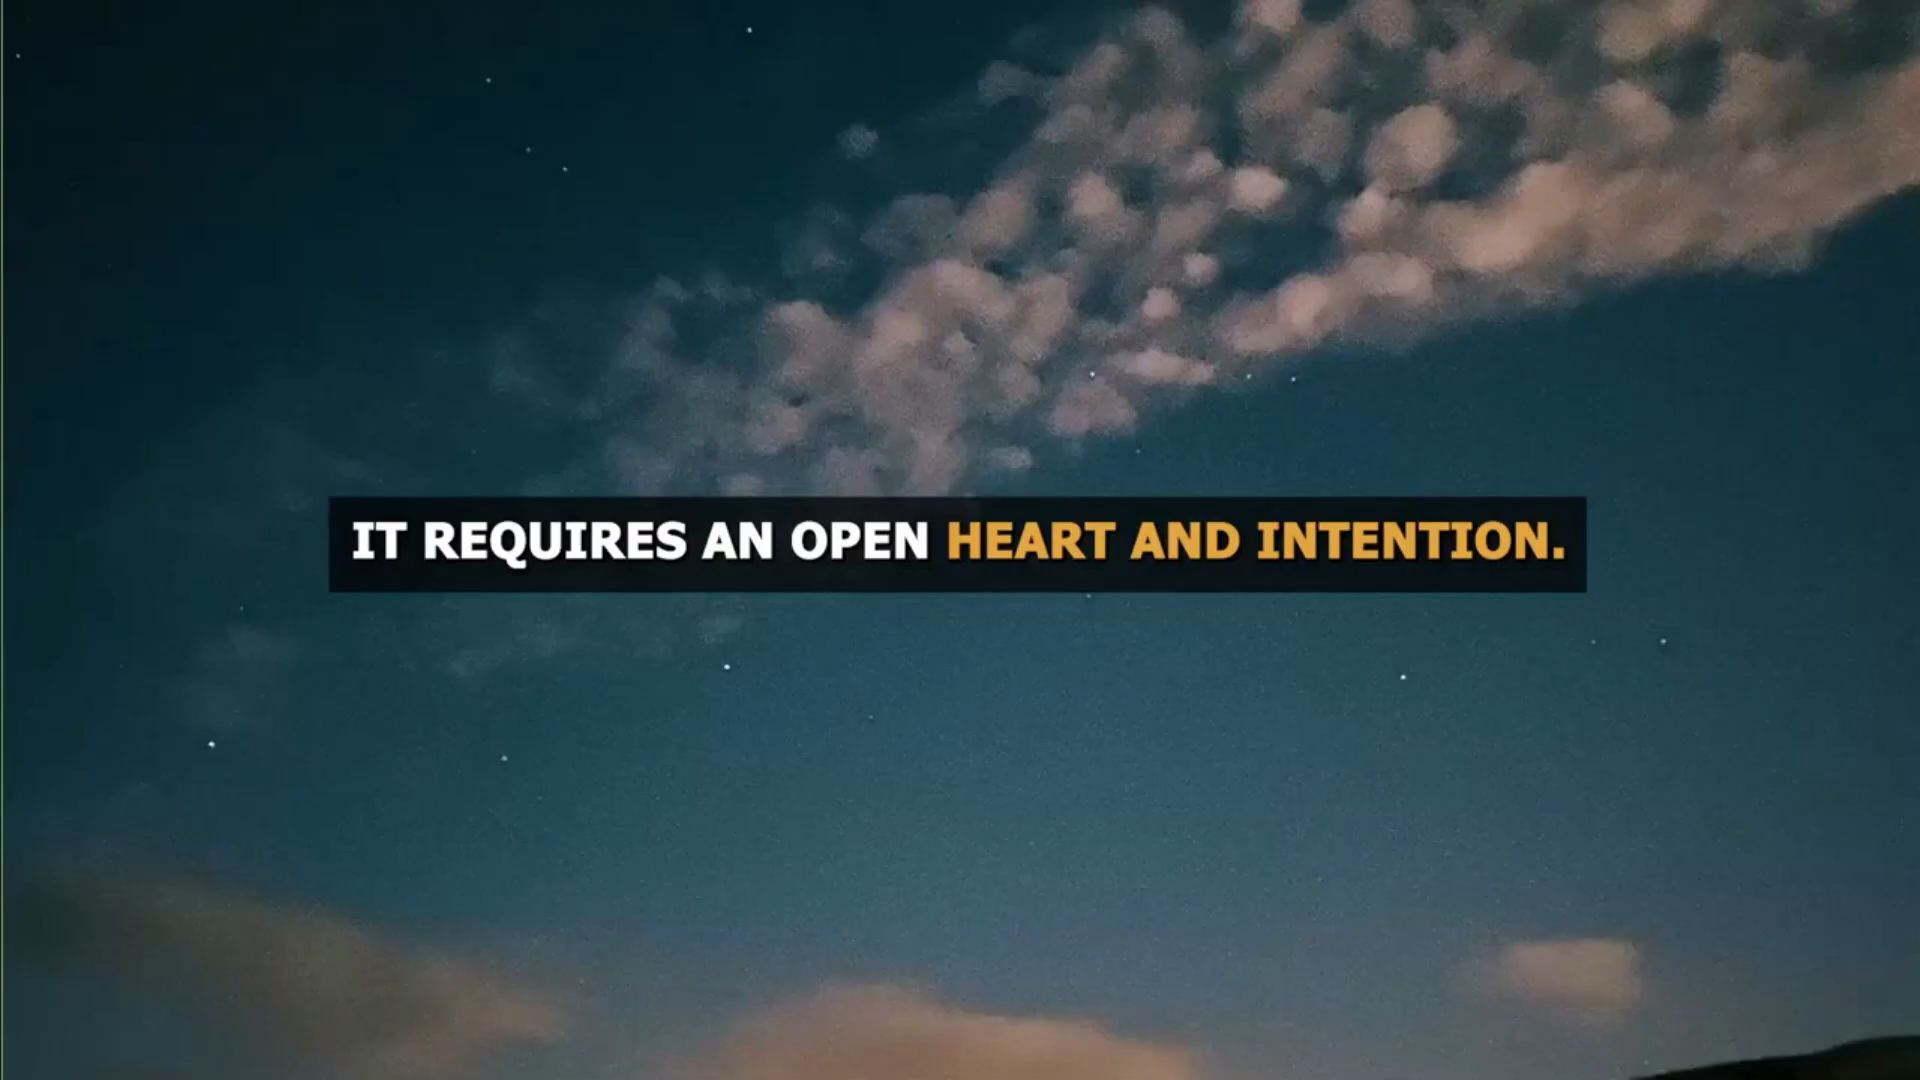 IT REQUIRES AN OPEN HEART AND INTENTION.